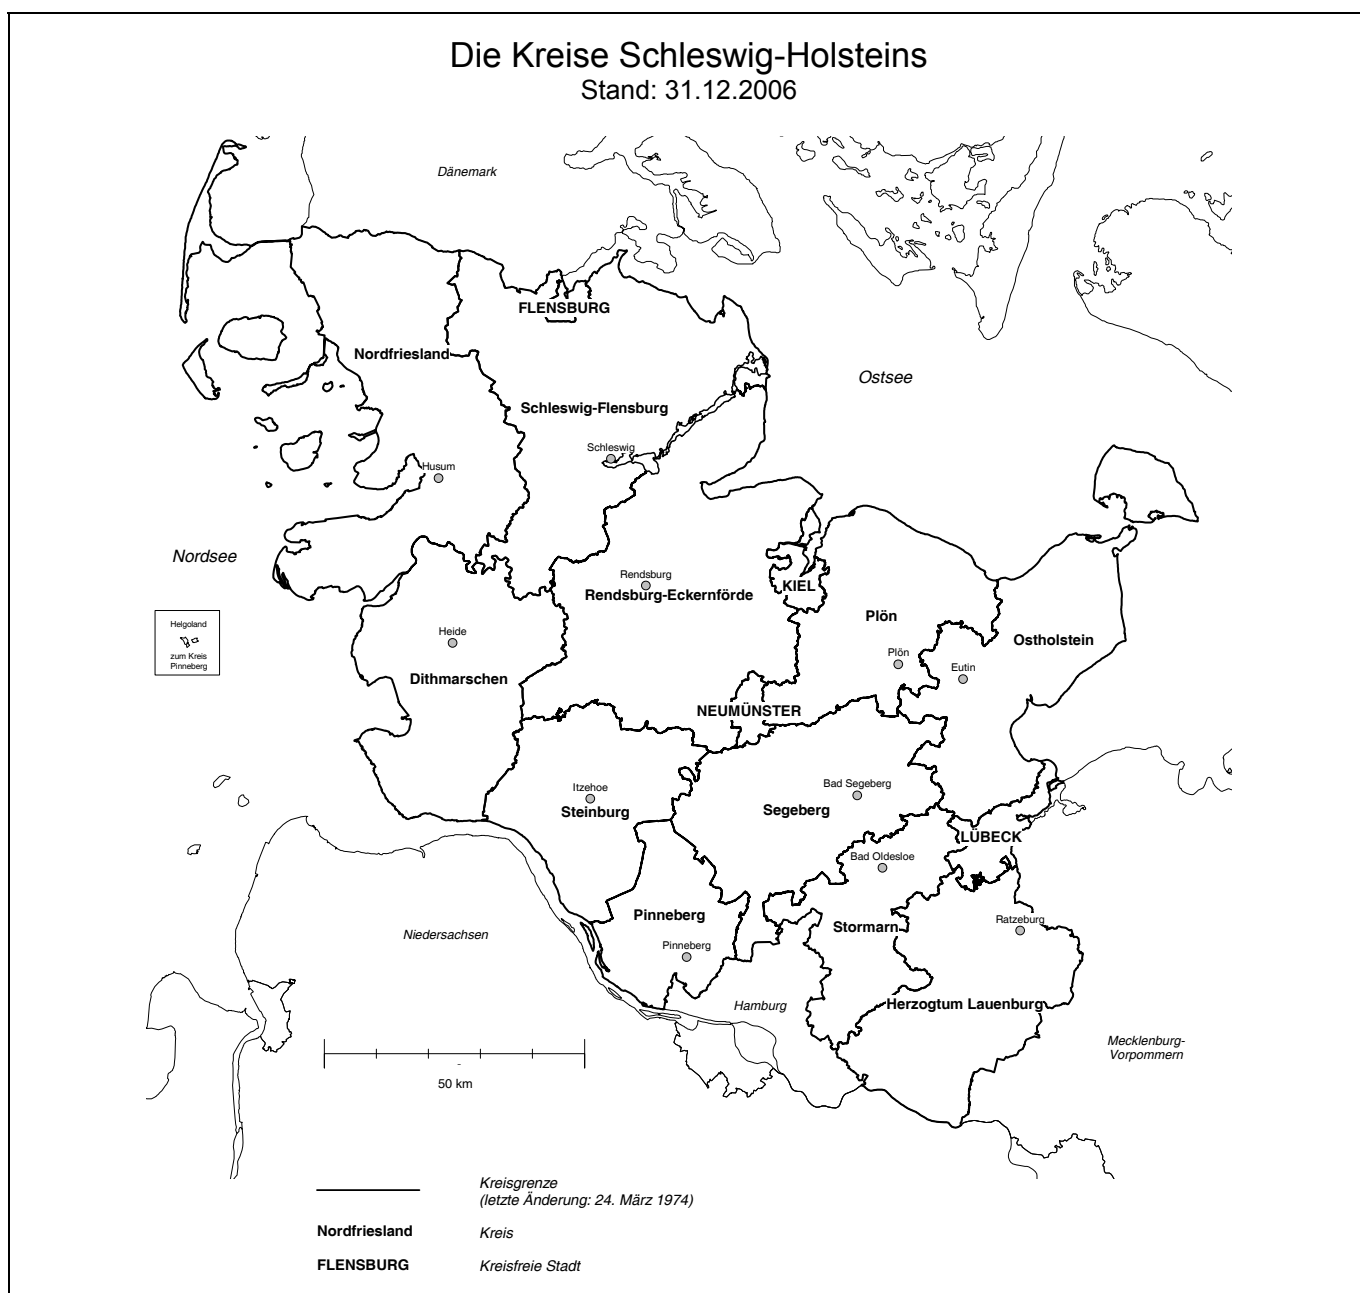 Die Kreise Schleswig-Holsteins
Stand: 31.12.2006
Dänemark
FLENSBURG
Nordfriesland
Ostsee
Schleswig-Flensburg
Schleswig
Husum
Nordsee
Rendsburg
Rendsburg-Eckernförde
KIEL
Plön
Helgoland
zum Kreis
Pinneberg
Heide
Ostholstein
Plön
Eutin
Dithmarschen
NEUMÜNSTER
Itzehoe
Steinburg
Bad Segeberg
Segeberg
LÜBECK
Bad Oldesloe
Pinneberg
Stormarn
Ratzeburg
Niedersachsen
Pinneberg
Hamburg
Herzogtum Lauenburg
Mecklenburg-
Vorpommern
50 km
Kreisgrenze
(letzte Änderung: 24. März 1974)
Nordfriesland Kreis
FLENSBURG Kreisfreie Stadt